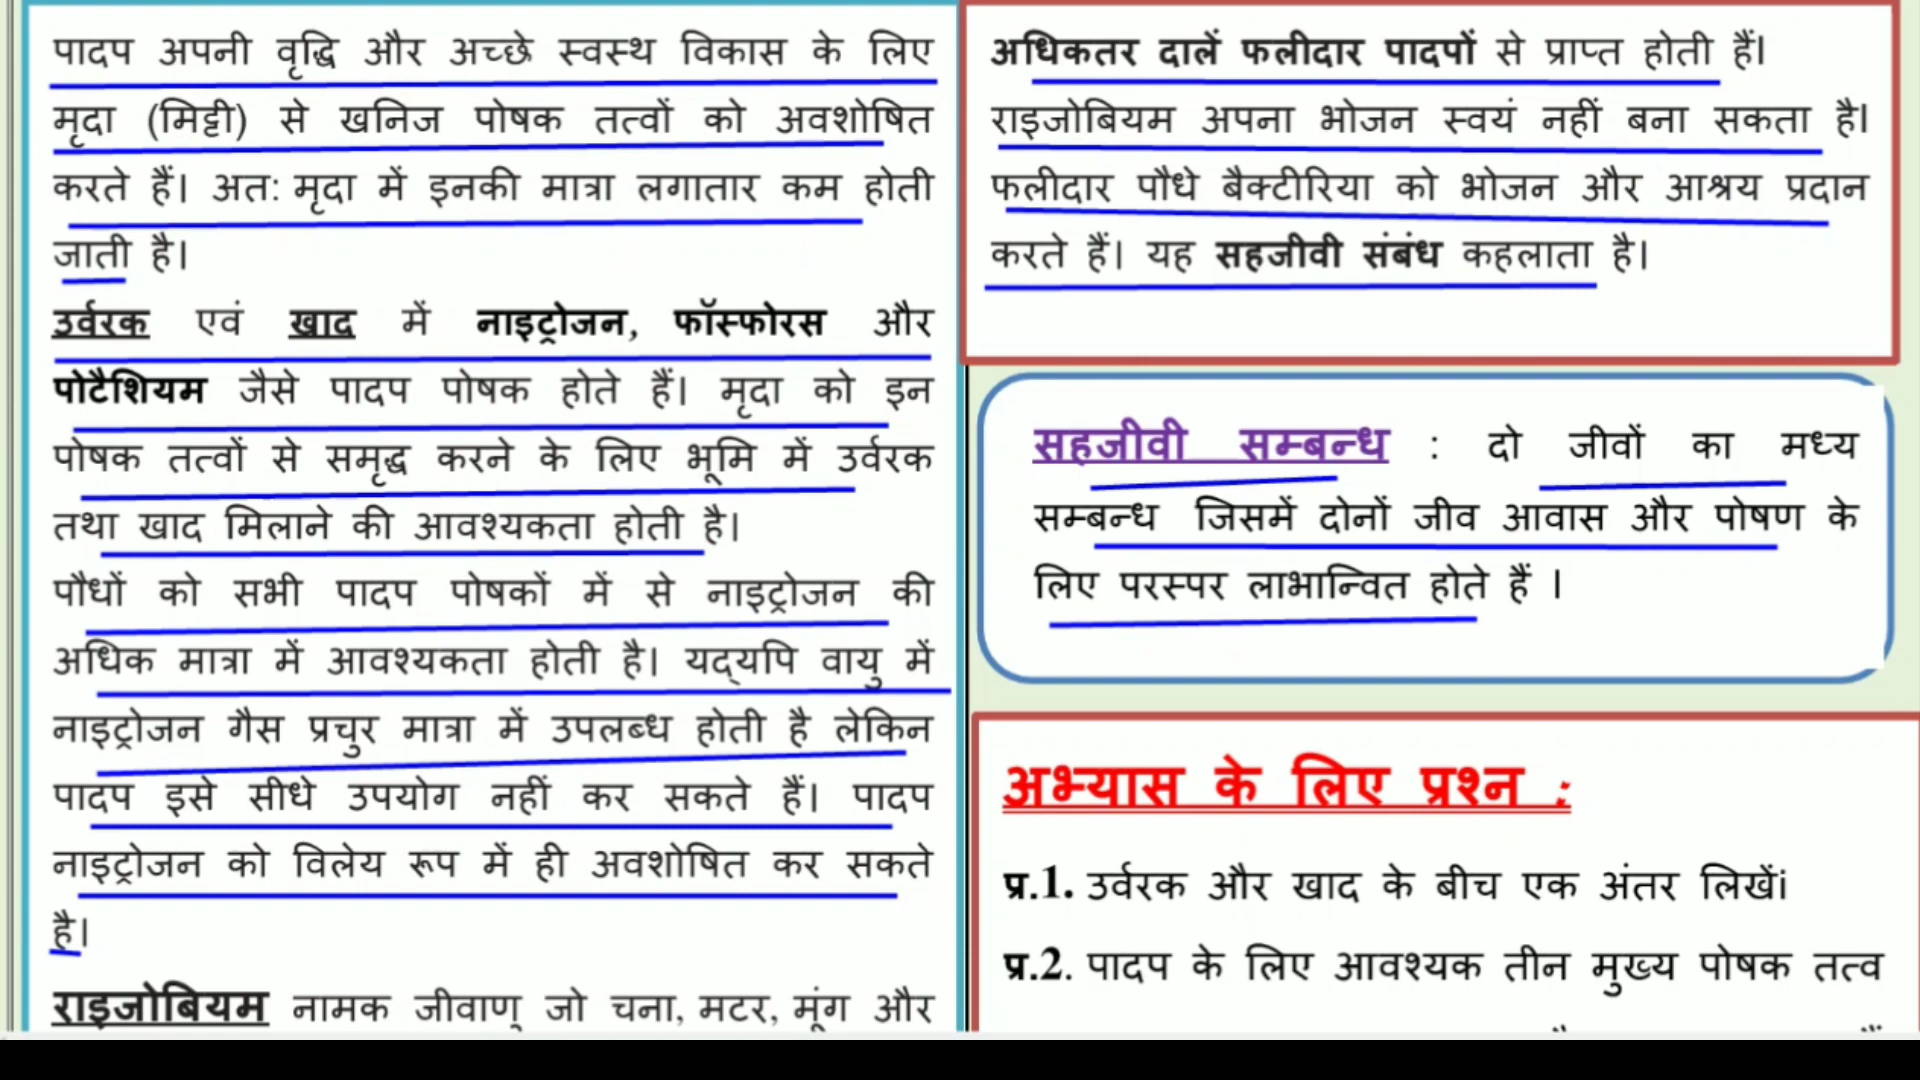 पादप अपनी वृद्धि और अच्छे स्वस्थ विकास के लिए
मृदा (मिट्टी) से खनिज पोषक तत्वों को अवशोषित
करते हैं। अत: मृदा में इनकी मात्रा लगातार कम होती
जाती है।
उर्वरक एवं खाद में नाइट्रोजन, फॉस्फोरस और
पोटैशियम जैसे पादप पोषक होते हैं। मृदा को इन
पोषक तत्वों से समृद्ध करने के लिए भूमि में उर्वरक
तथा खाद मिलाने की आवश्यकता होती है।
पौधों को सभी पादप पोषकों में से नाइट्रोजन की
अधिक मात्रा में आवश्यकता होती है। यद्यपि वायु में
नाइट्रोजन गैस प्रचुर मात्रा में उपलब्ध होती है लेकिन
पादप इसे सीधे उपयोग नहीं कर सकते हैं। पादप
नाइट्रोजन को विलेय रूप में ही अवशोषित कर सकते
है।
राइजोबियम नामक जीवाणु जो चना, मटर, मूंग और
अधिकतर दालें फलीदार पादपों से प्राप्त होती हैं।
राइजोबियम अपना भोजन स्वयं नहीं बना सकता है।
फलीदार पौधे बैक्टीरिया को भोजन और आश्रय प्रदान
करते हैं। यह सहजीवी संबंध कहलाता है।
सहजीवी सम्बन्ध : दो जीवों का मध्य
सम्बन्ध जिसमें दोनों जीव आवास और पोषण के
लिए परस्पर लाभान्वित होते हैं ।
अभ्यास के लिए प्रश्न :
प्र.1. उर्वरक और खाद के बीच एक अंतर लिखें।
प्र.2. पादप के लिए आवश्यक तीन मुख्य पोषक तत्व